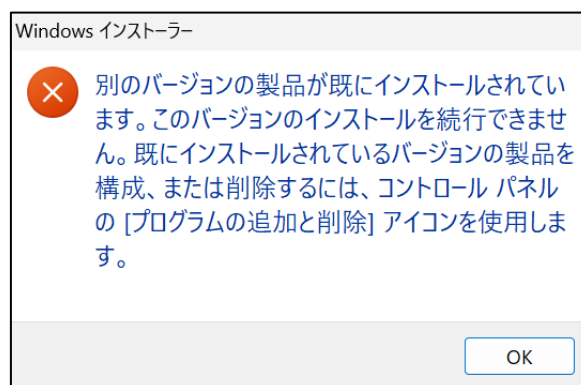 Windows インストーラー
別のバージョンの製品が既にインストールされてい
ます。このバージョンのインストールを続行できませ
ん。既にインストールされているバージョンの製品を
構成、または削除するには、コントロール パネル
の [プログラムの追加と削除] アイコンを使用しま
す。
OK